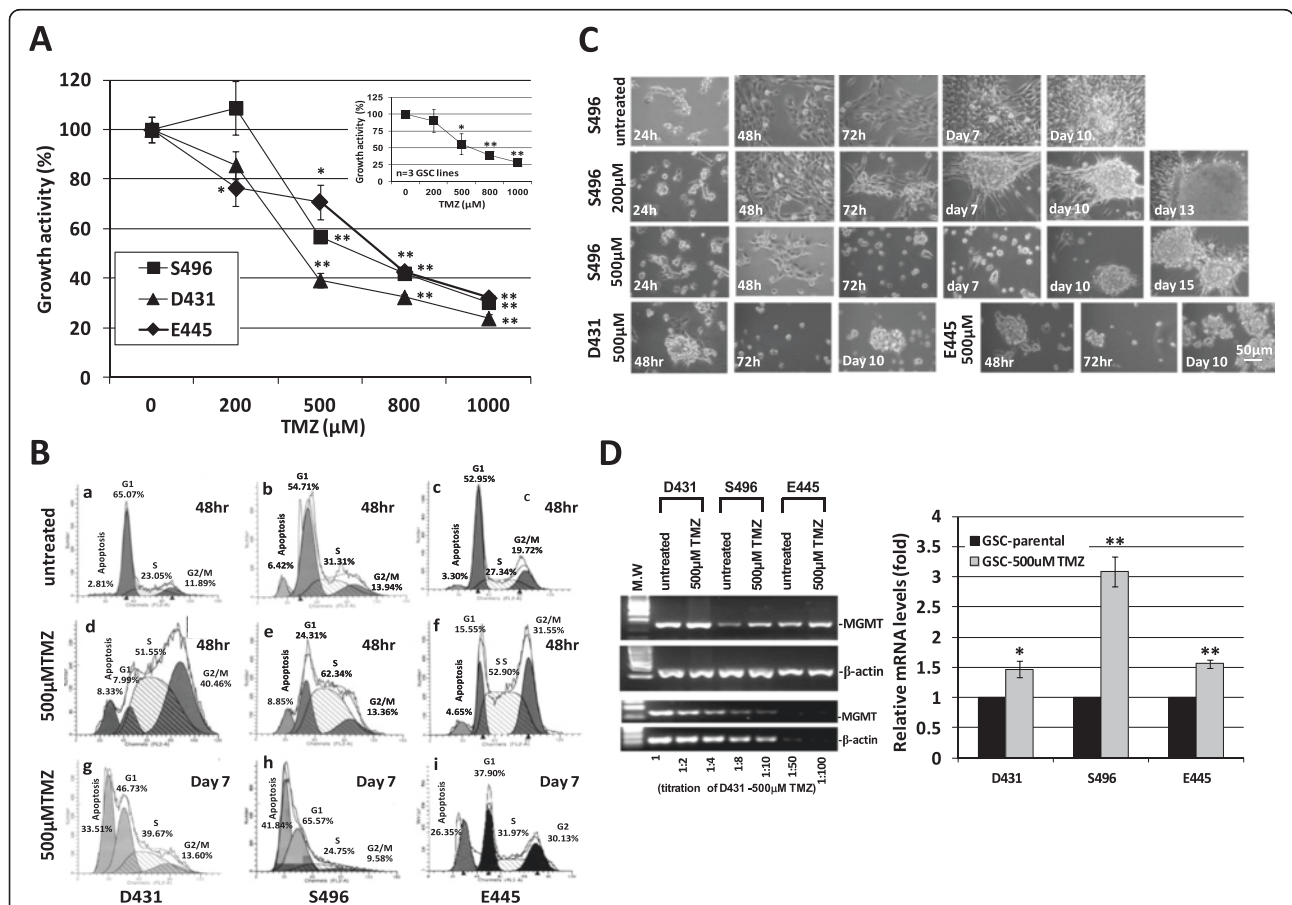 A
120
100
80
60
40
20
0
Growth activity (%)
0 200 500 800 1000
TMZ (µM)
S496
D431
E445
*
*
**
**
**
**
**
**
**
**
125
100
75
50
25
0
Growth activity (%)
n=3 GSC lines
*
**
**
0 200 500 800 1000
TMZ (µM)
B
untreated
a
G1
65.07%
48hr
Apoptosis
2.81%
S
23.05%
G2/M
11.89%
b
G1
54.71%
48hr
Apoptosis
6.42%
S
31.31%
G2/M
13.94%
c
G1
52.95%
C
48hr
Apoptosis
3.30%
S
27.34%
G2/M
19.72%
500µMTMZ
d
S
51.55%
48hr
Apoptosis
8.33%
G1
7.99%
G2/M
40.46%
e
G1
24.31%
48hr
Apoptosis
8.85%
S
62.34%
G2/M
13.36%
f
G1
15.55%
G2/M
31.55%
48hr
Apoptosis
4.65%
S S
52.90%
500µMTMZ
g
Day 7
Apoptosis
33.51%
G1
46.73%
S
39.67%
G2/M
13.60%
h
Day 7
Apoptosis
41.84%
G1
65.57%
S
24.75%
G2/M
9.58%
i
Day 7
Apoptosis
26.35%
G1
37.90%
S
31.97%
G2
30.13%
D431 S496 E445
C
S496
untreated
24h 48h 72h Day 7 Day 10
S496
200µM
24h 48h 72h day 7 day 10 day 13
S496
500µM
24h 48h 72h day 7 day 10 day 15
D431
500µM
48hr 72h Day 10
E445
500µM
48hr 72hr Day 10
50µm
D
D431 S496 E445
M.W
untreated
500µM TMZ
untreated
500µM TMZ
untreated
500µM TMZ
-MGMT
-β-actin
-MGMT
-β-actin
1 1:2 1:4 1:8 1:10 1:50 1:100
(titration of D431 -500µM TMZ)
Relative mRNA levels (fold)
4
3.5
3
2.5
2
1.5
1
0.5
0
GSC-parental
GSC-500uM TMZ
*
**
**
D431 S496 E445